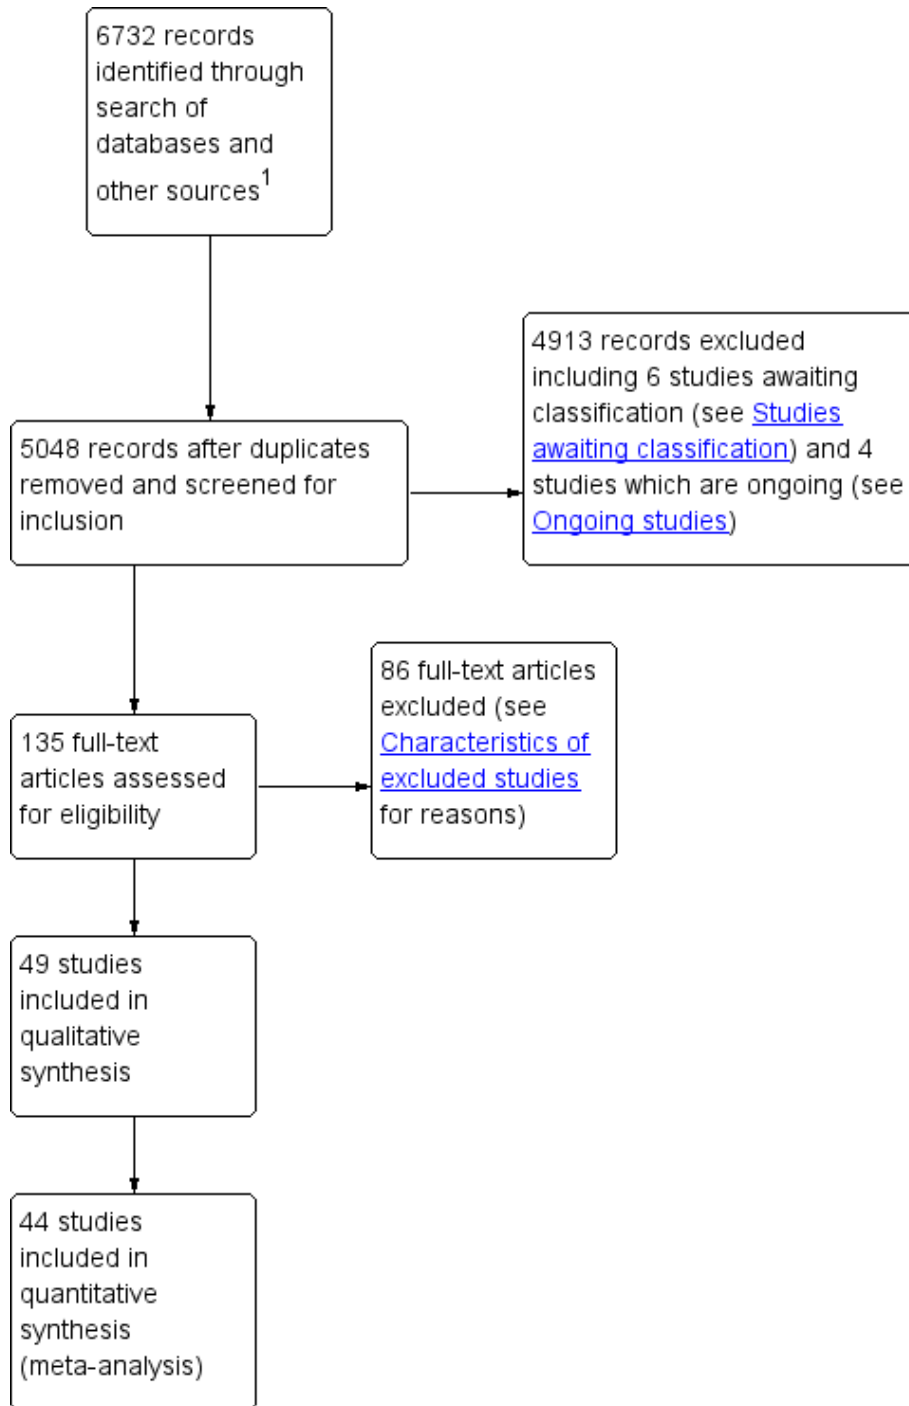 6732 records
identified through
search of
databases and
other sources1
4913 records excluded
including 6 studies awaiting
classification (see Studies
awaiting classification) and 4
studies which are ongoing (see
Ongoing studies)
5048 records after duplicates
removed and screened for
inclusion
86 full-text articles
excluded (see
Characteristics of
excluded studies
for reasons)
135 full-text
articles assessed
for eligibility
49 studies
included in
qualitative
synthesis
44 studies
included in
quantitative
synthesis
(meta-analysis)